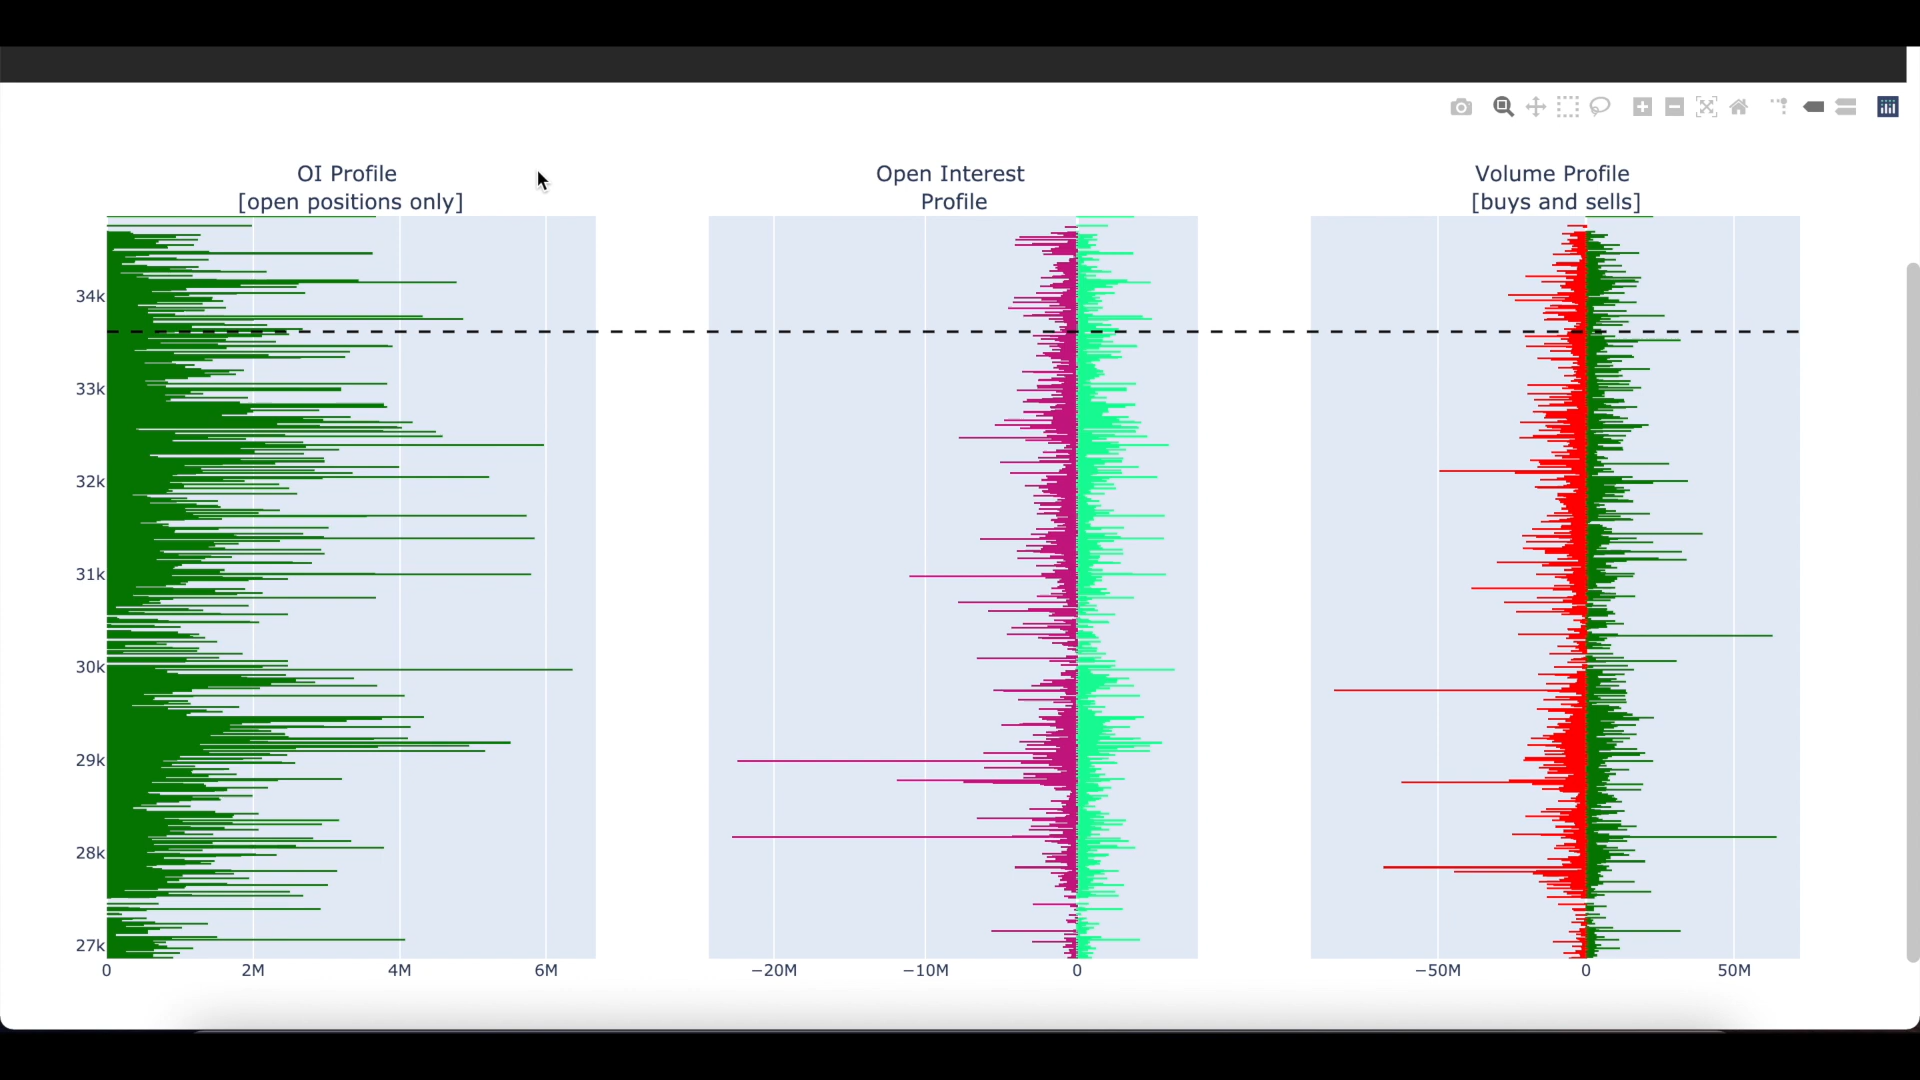 OI Profile
[open positions only]
Open Interest
Profile
Volume Profile
[buys and sells]
34k
33k
32k
31k
30k
29k
28k
27k
0
2M
4M
6M
−20M
−10M
0
−50M
0
50M